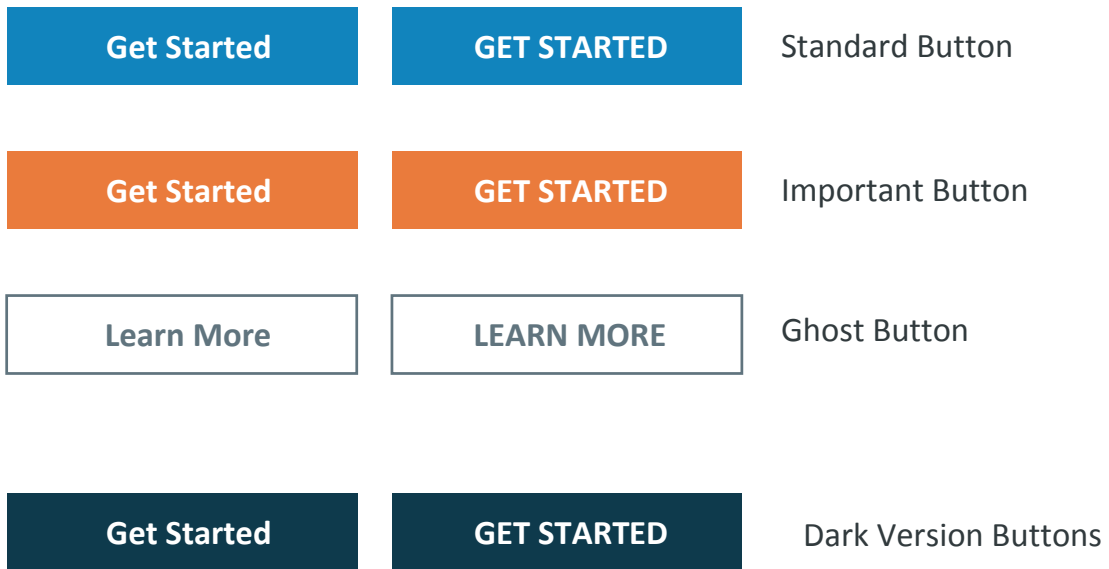 Get Started GET STARTED Standard Button
Get Started GET STARTED Important Button
Learn More LEARN MORE Ghost Button
Get Started GET STARTED Dark Version Buttons